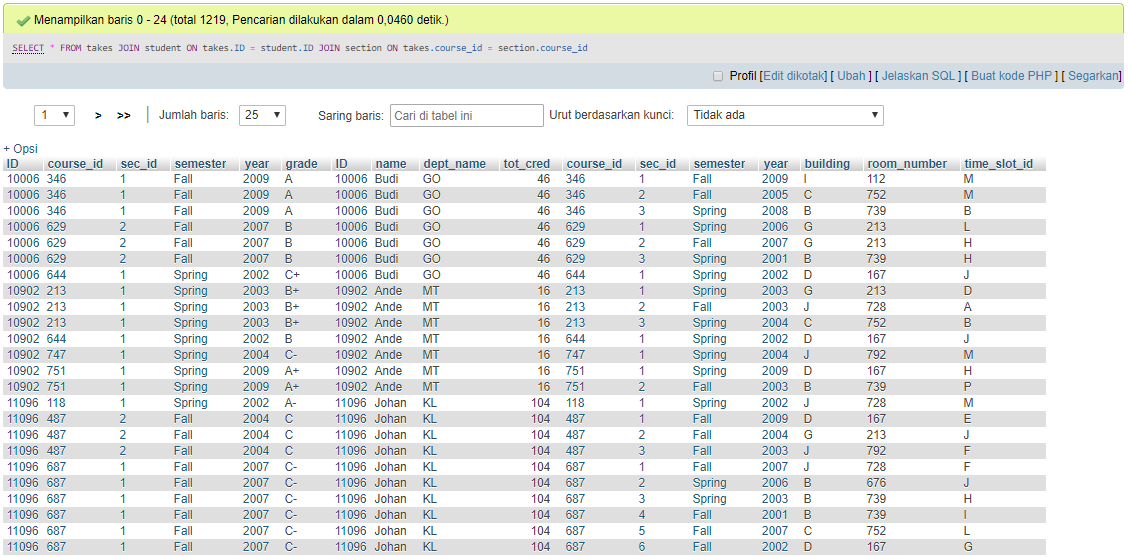 Menampilkan baris 0 - 24 (total 1219, Pencarian dilakukan dalam 0,0460 detik.)
SELECT * FROM takes JOIN student ON takes.ID = student.ID JOIN section ON takes.course_id = section.course_id
Profil [Edit dikotak] [ Ubah ] [ Jelaskan SQL ] [ Buat kode PHP ] [ Segarkan]
1 > >> Jumlah baris: 25 Saring baris: Cari di tabel ini Urut berdasarkan kunci: Tidak ada
+ Opsi
ID course_id sec_id semester year grade ID name dept_name tot_cred course_id sec_id semester year building room_number time_slot_id
10006 346 1 Fall 2009 A 10006 Budi GO 46 346 1 Fall 2009 I 112 M
10006 346 1 Fall 2009 A 10006 Budi GO 46 346 2 Fall 2005 C 752 M
10006 346 1 Fall 2009 A 10006 Budi GO 46 346 3 Spring 2008 B 739 B
10006 629 2 Fall 2007 B 10006 Budi GO 46 629 1 Spring 2006 G 213 L
10006 629 2 Fall 2007 B 10006 Budi GO 46 629 2 Fall 2007 G 213 H
10006 629 2 Fall 2007 B 10006 Budi GO 46 629 3 Spring 2001 B 739 H
10006 644 1 Spring 2002 C+ 10006 Budi GO 46 644 1 Spring 2002 D 167 J
10902 213 1 Spring 2003 B+ 10902 Ande MT 16 213 1 Spring 2003 G 213 D
10902 213 1 Spring 2003 B+ 10902 Ande MT 16 213 2 Fall 2003 J 728 A
10902 213 1 Spring 2003 B+ 10902 Ande MT 16 213 3 Spring 2004 C 752 B
10902 644 1 Spring 2002 B 10902 Ande MT 16 644 1 Spring 2002 D 167 J
10902 747 1 Spring 2004 C- 10902 Ande MT 16 747 1 Spring 2004 J 792 M
10902 751 1 Spring 2009 A+ 10902 Ande MT 16 751 1 Spring 2009 D 167 H
10902 751 1 Spring 2009 A+ 10902 Ande MT 16 751 2 Fall 2003 B 739 P
11096 118 1 Spring 2002 A- 11096 Johan KL 104 118 1 Spring 2002 J 728 M
11096 487 2 Fall 2004 C 11096 Johan KL 104 487 1 Spring 2009 D 167 E
11096 487 2 Fall 2004 C 11096 Johan KL 104 487 2 Fall 2004 G 213 J
11096 487 2 Fall 2004 C 11096 Johan KL 104 487 3 Fall 2003 J 792 F
11096 687 1 Fall 2007 C- 11096 Johan KL 104 687 1 Fall 2007 J 728 F
11096 687 1 Fall 2007 C- 11096 Johan KL 104 687 2 Spring 2006 B 676 J
11096 687 1 Fall 2007 C- 11096 Johan KL 104 687 3 Spring 2003 B 739 H
11096 687 1 Fall 2007 C- 11096 Johan KL 104 687 4 Fall 2001 B 739 I
11096 687 1 Fall 2007 C- 11096 Johan KL 104 687 5 Fall 2007 C 752 L
11096 687 1 Fall 2007 C- 11096 Johan KL 104 687 6 Fall 2002 D 167 G